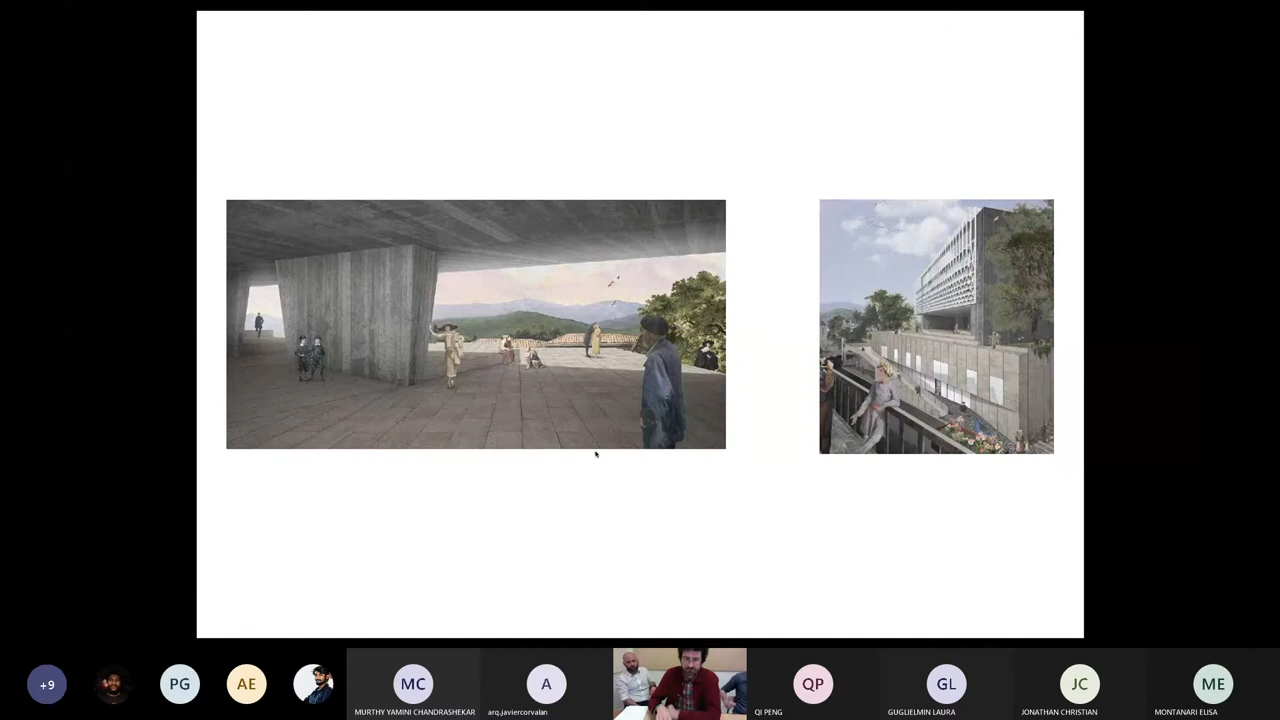 +9
PG
AE
MC
MURTHY YAMINI CHANDRASHEKAR
A
arq.javiercorvalan
QP
QI PENG
GL
GUGLIELMIN LAURA
JC
JONATHAN CHRISTIAN
ME
MONTANARI ELISA